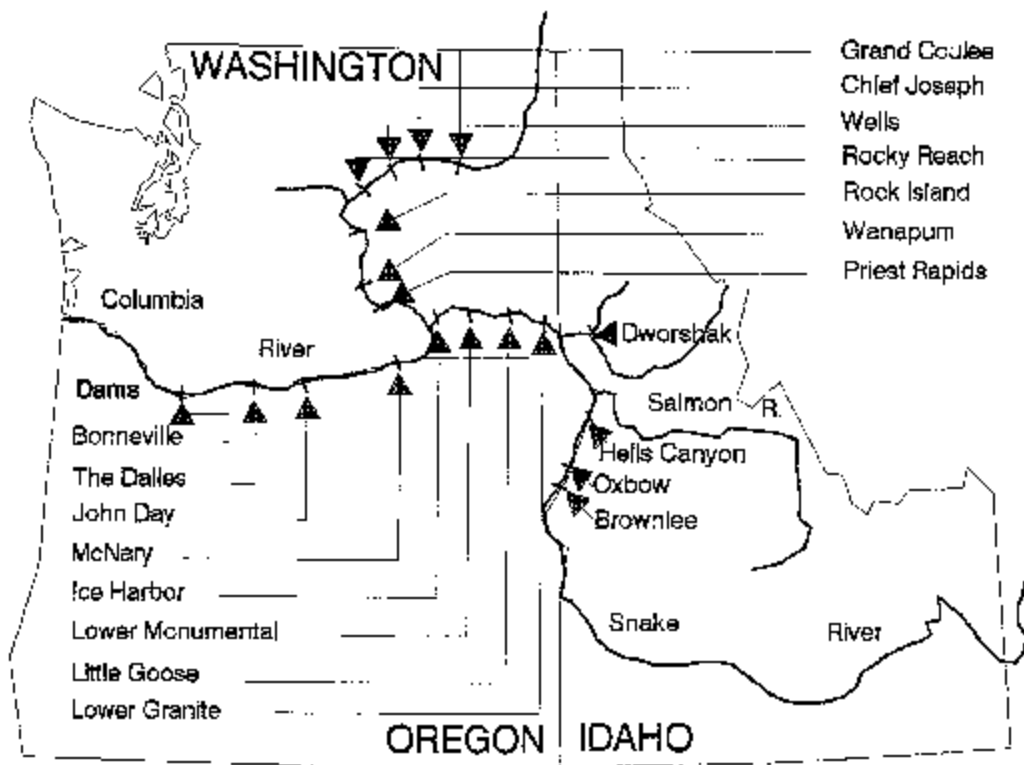 WASHINGTON
Grand Coulee
Chief Joseph
Wells
Rocky Reach
Rock Island
Wanapum
Priest Rapids
Columbia
River
Dworshak
Dams
Salmon R.
Bonneville
Hells Canyon
The Dalles
Oxbow
John Day
Brownlee
McNary
Ice Harbor
Lower Monumental
Snake River
Little Goose
Lower Granite
OREGON
IDAHO